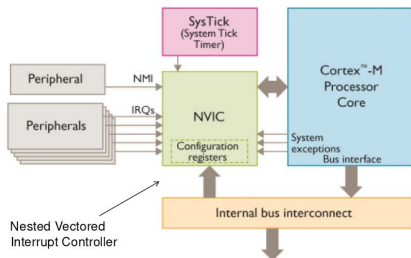 SysTick
(System Tick
Timer)
Peripheral
NMI
Cortex™-M
Processor
Core
Peripherals
IRQs
NVIC
Configuration
registers
System
exceptions
Bus interface
Nested Vectored
Interrupt Controller
Internal bus interconnect